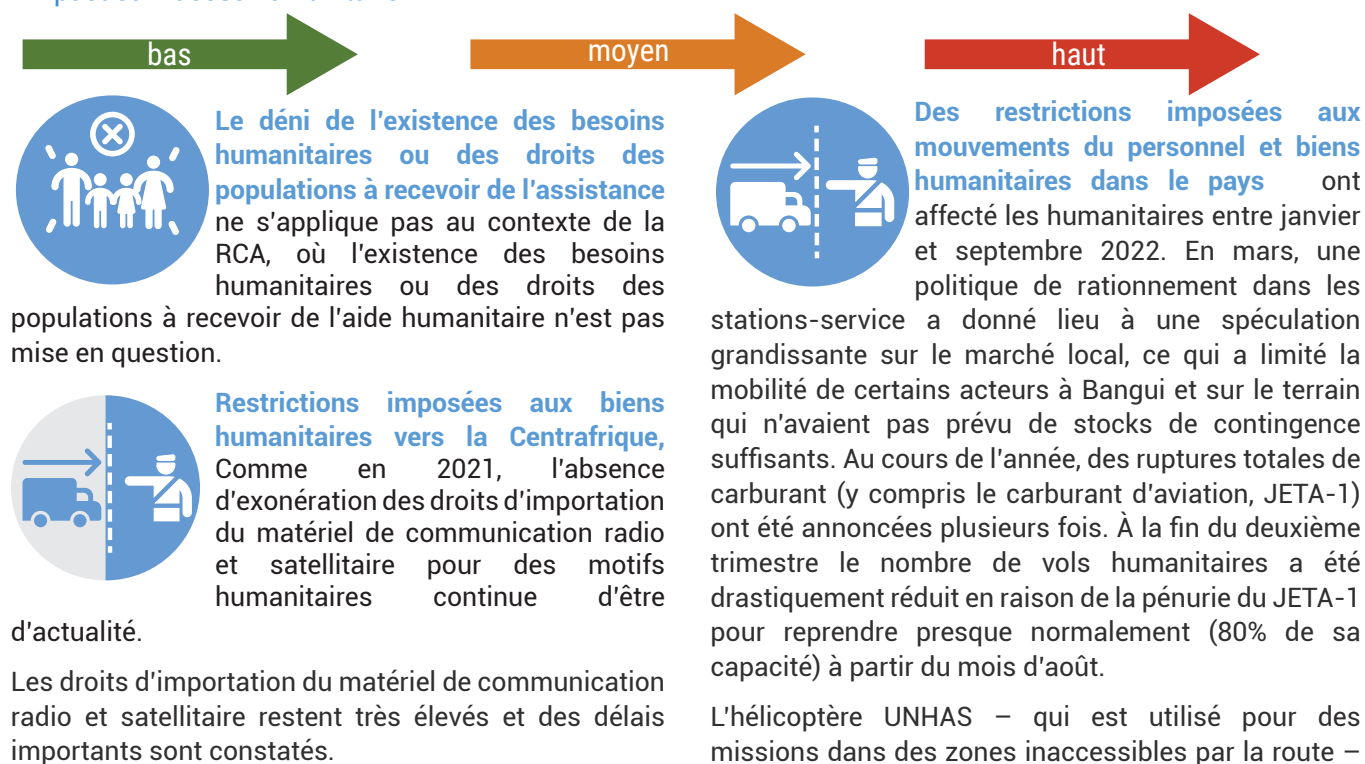 bas
moyen
haut
Le déni de l'existence des besoins
humanitaires ou des droits des
populations à recevoir de l'assistance
ne s'applique pas au contexte de la
RCA, où l'existence des besoins
humanitaires ou des droits des
populations à recevoir de l'aide humanitaire n'est pas
mise en question.
Restrictions imposées aux biens
humanitaires vers la Centrafrique,
Comme en 2021, l'absence
d'exonération des droits d'importation
du matériel de communication radio
et satellitaire pour des motifs
humanitaires continue d'être
d'actualité.
Les droits d'importation du matériel de communication
radio et satellitaire restent très élevés et des délais
importants sont constatés.
Des restrictions imposées aux
mouvements du personnel et biens
humanitaires dans le pays ont
affecté les humanitaires entre janvier
et septembre 2022. En mars, une
politique de rationnement dans les
stations-service a donné lieu à une spéculation
grandissante sur le marché local, ce qui a limité la
mobilité de certains acteurs à Bangui et sur le terrain
qui n'avaient pas prévu de stocks de contingence
suffisants. Au cours de l'année, des ruptures totales de
carburant (y compris le carburant d'aviation, JETA-1)
ont été annoncées plusieurs fois. À la fin du deuxième
trimestre le nombre de vols humanitaires a été
drastiquement réduit en raison de la pénurie du JETA-1
pour reprendre presque normalement (80% de sa
capacité) à partir du mois d'août.
L'hélicoptère UNHAS – qui est utilisé pour des
missions dans des zones inaccessibles par la route –